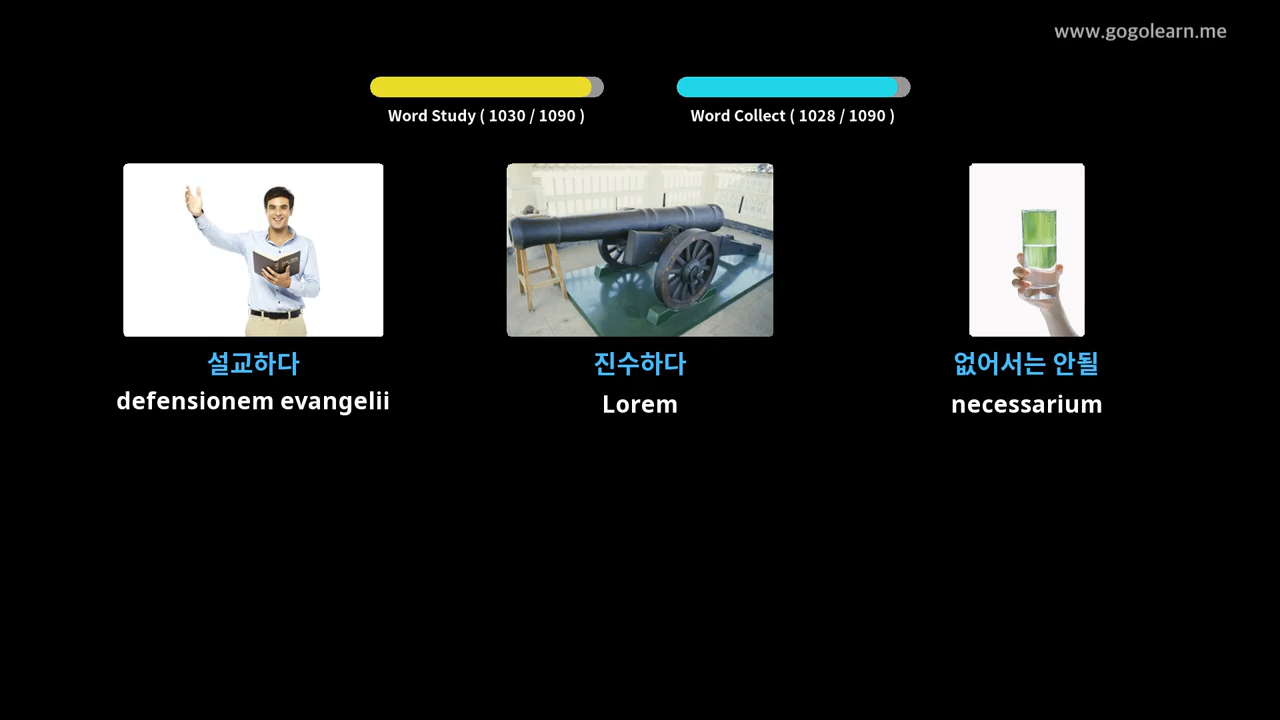 www.gogolearn.me
Word Study ( 1030 / 1090 )
Word Collect ( 1028 / 1090 )
설교하다
진수하다
없어서는 안될
defensionem evangelii
Lorem
necessarium